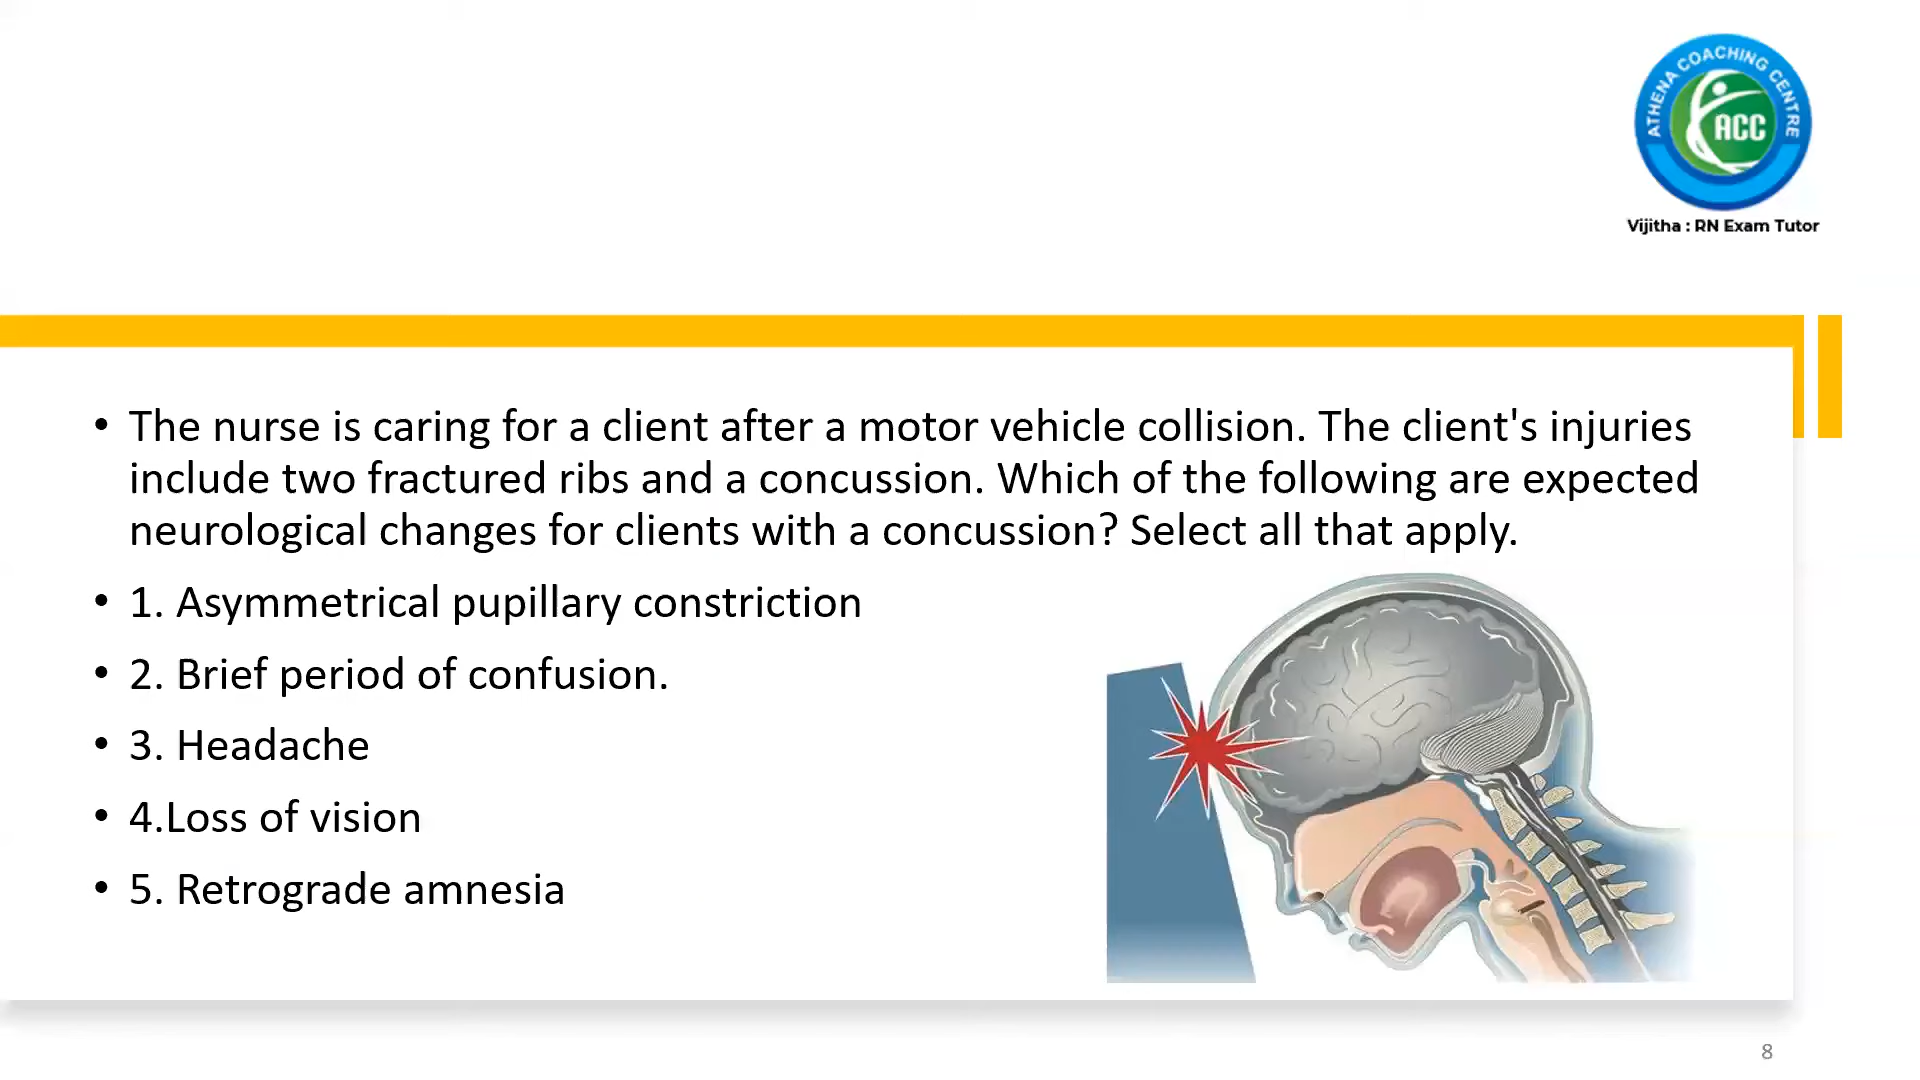 ATHENA COACHING CENTRE
ACC
Vijitha : RN Exam Tutor
• The nurse is caring for a client after a motor vehicle collision. The client's injuries
include two fractured ribs and a concussion. Which of the following are expected
neurological changes for clients with a concussion? Select all that apply.
• 1. Asymmetrical pupillary constriction
• 2. Brief period of confusion.
• 3. Headache
• 4.Loss of vision
• 5. Retrograde amnesia
8